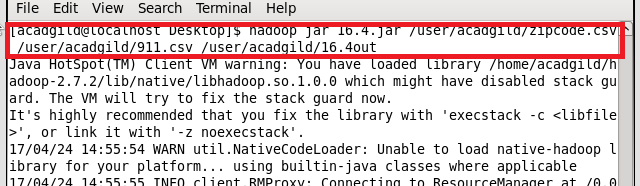 File Edit View Search Terminal Help
[acadgild@localhost Desktop]$ hadoop jar 16.4.jar /user/acadgild/zipcode.csv
/user/acadgild/911.csv /user/acadgild/16.4out
Java HotSpot(TM) Client VM warning: You have loaded library /home/acadgild/h
adoop-2.7.2/lib/native/libhadoop.so.1.0.0 which might have disabled stack gu
ard. The VM will try to fix the stack guard now.
It's highly recommended that you fix the library with 'execstack -c <libfile
>', or link it with '-z noexecstack'.
17/04/24 14:55:54 WARN util.NativeCodeLoader: Unable to load native-hadoop l
ibrary for your platform... using builtin-java classes where applicable
17/04/24 14:55:55 INFO client.RMProxy: Connecting to ResourceManager at /0.0